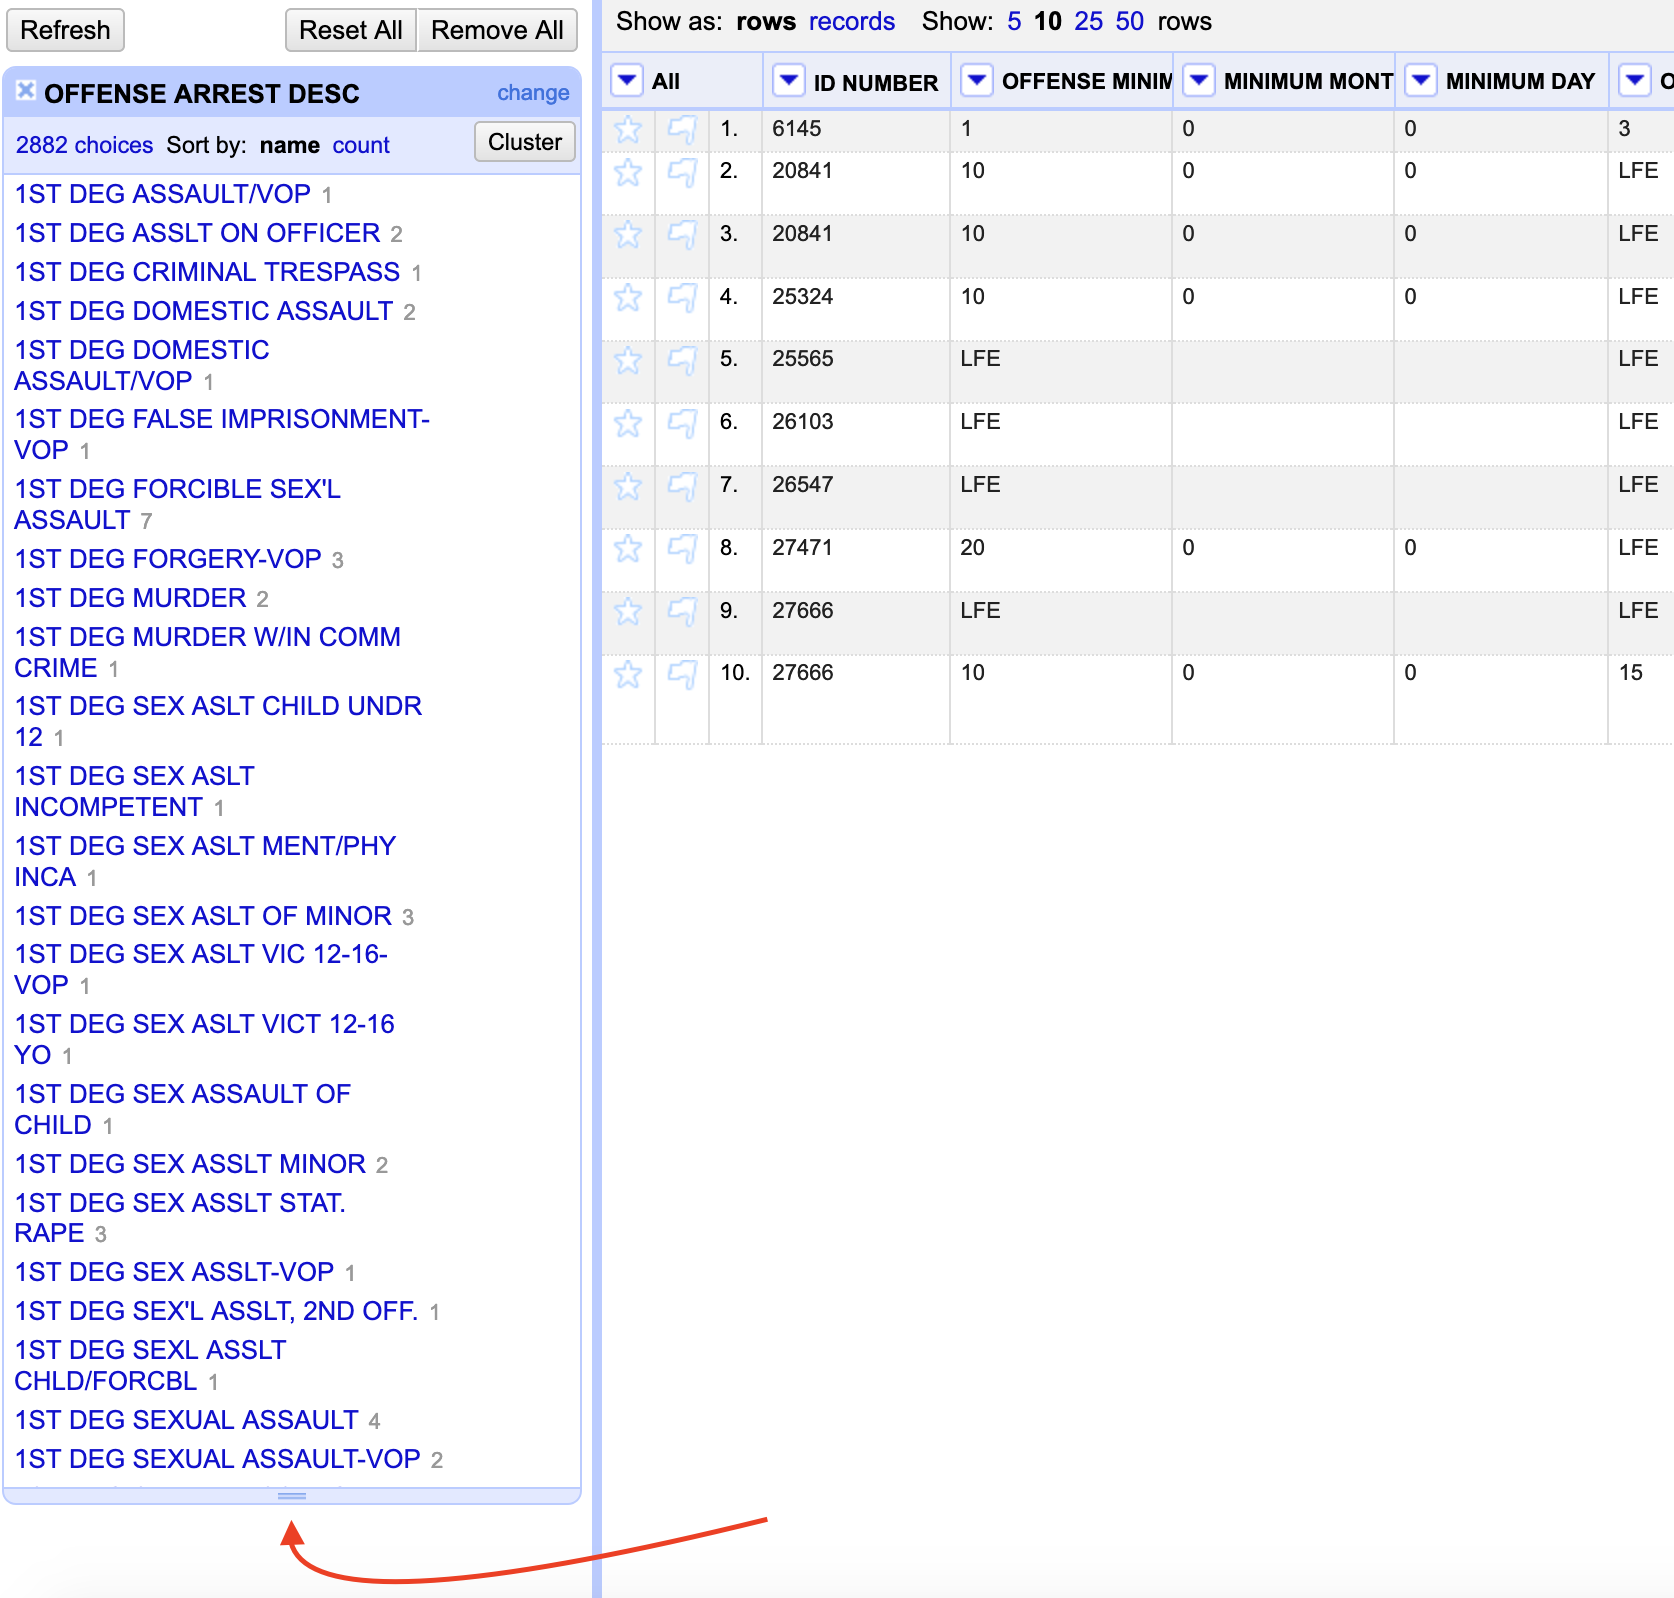 Refresh Reset All Remove All
OFFENSE ARREST DESC change
2882 choices Sort by: name count Cluster
1ST DEG ASSAULT/VOP 1
1ST DEG ASSLT ON OFFICER 2
1ST DEG CRIMINAL TRESPASS 1
1ST DEG DOMESTIC ASSAULT 2
1ST DEG DOMESTIC
ASSAULT/VOP 1
1ST DEG FALSE IMPRISONMENT-
VOP 1
1ST DEG FORCIBLE SEX'L
ASSAULT 7
1ST DEG FORGERY-VOP 3
1ST DEG MURDER 2
1ST DEG MURDER W/IN COMM
CRIME 1
1ST DEG SEX ASLT CHILD UNDR
12 1
1ST DEG SEX ASLT
INCOMPETENT 1
1ST DEG SEX ASLT MENT/PHY
INCA 1
1ST DEG SEX ASLT OF MINOR 3
1ST DEG SEX ASLT VIC 12-16-
VOP 1
1ST DEG SEX ASLT VICT 12-16
YO 1
1ST DEG SEX ASSAULT OF
CHILD 1
1ST DEG SEX ASSLT MINOR 2
1ST DEG SEX ASSLT STAT.
RAPE 3
1ST DEG SEX ASSLT-VOP 1
1ST DEG SEX'L ASSLT, 2ND OFF. 1
1ST DEG SEXL ASSLT
CHLD/FORCBL 1
1ST DEG SEXUAL ASSAULT 4
1ST DEG SEXUAL ASSAULT-VOP 2
Show as: rows records Show: 5 10 25 50 rows
All ID NUMBER OFFENSE MINIM MINIMUM MONT MINIMUM DAY O
1. 6145 1 0 0 3
2. 20841 10 0 0 LFE
3. 20841 10 0 0 LFE
4. 25324 10 0 0 LFE
5. 25565 LFE LFE
6. 26103 LFE LFE
7. 26547 LFE LFE
8. 27471 20 0 0 LFE
9. 27666 LFE LFE
10. 27666 10 0 0 15